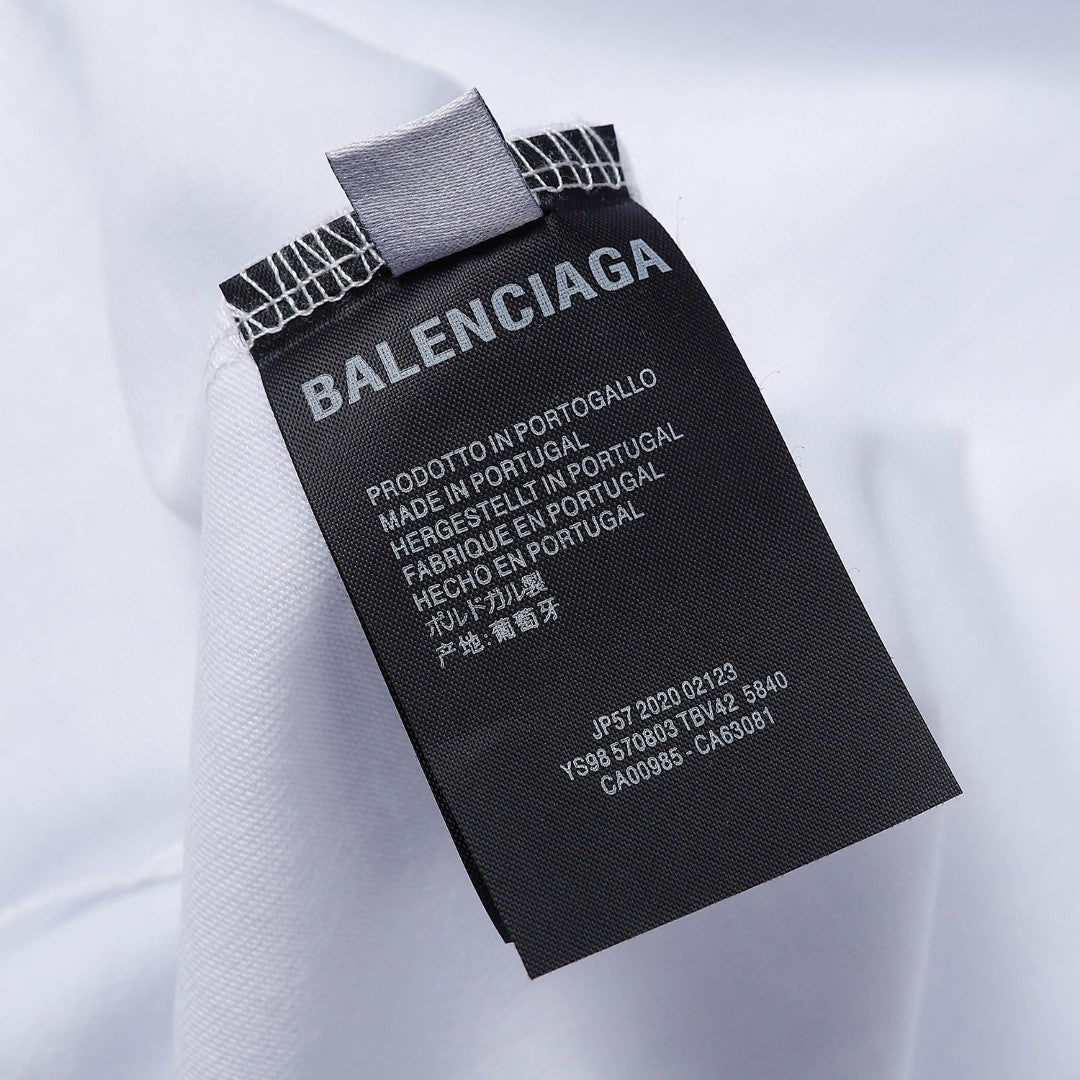 BALENCIAGA
PRODOTTO IN PORTOGALLO
MADE IN PORTUGAL
HERGESTELLT IN PORTUGAL
FABRIQUE EN PORTUGAL
HECHO EN PORTUGAL
ポルドガル製
产地:葡萄牙
JP57 2020 02123
YS98 570803 TBV42 5840
CA00985 - CA63081